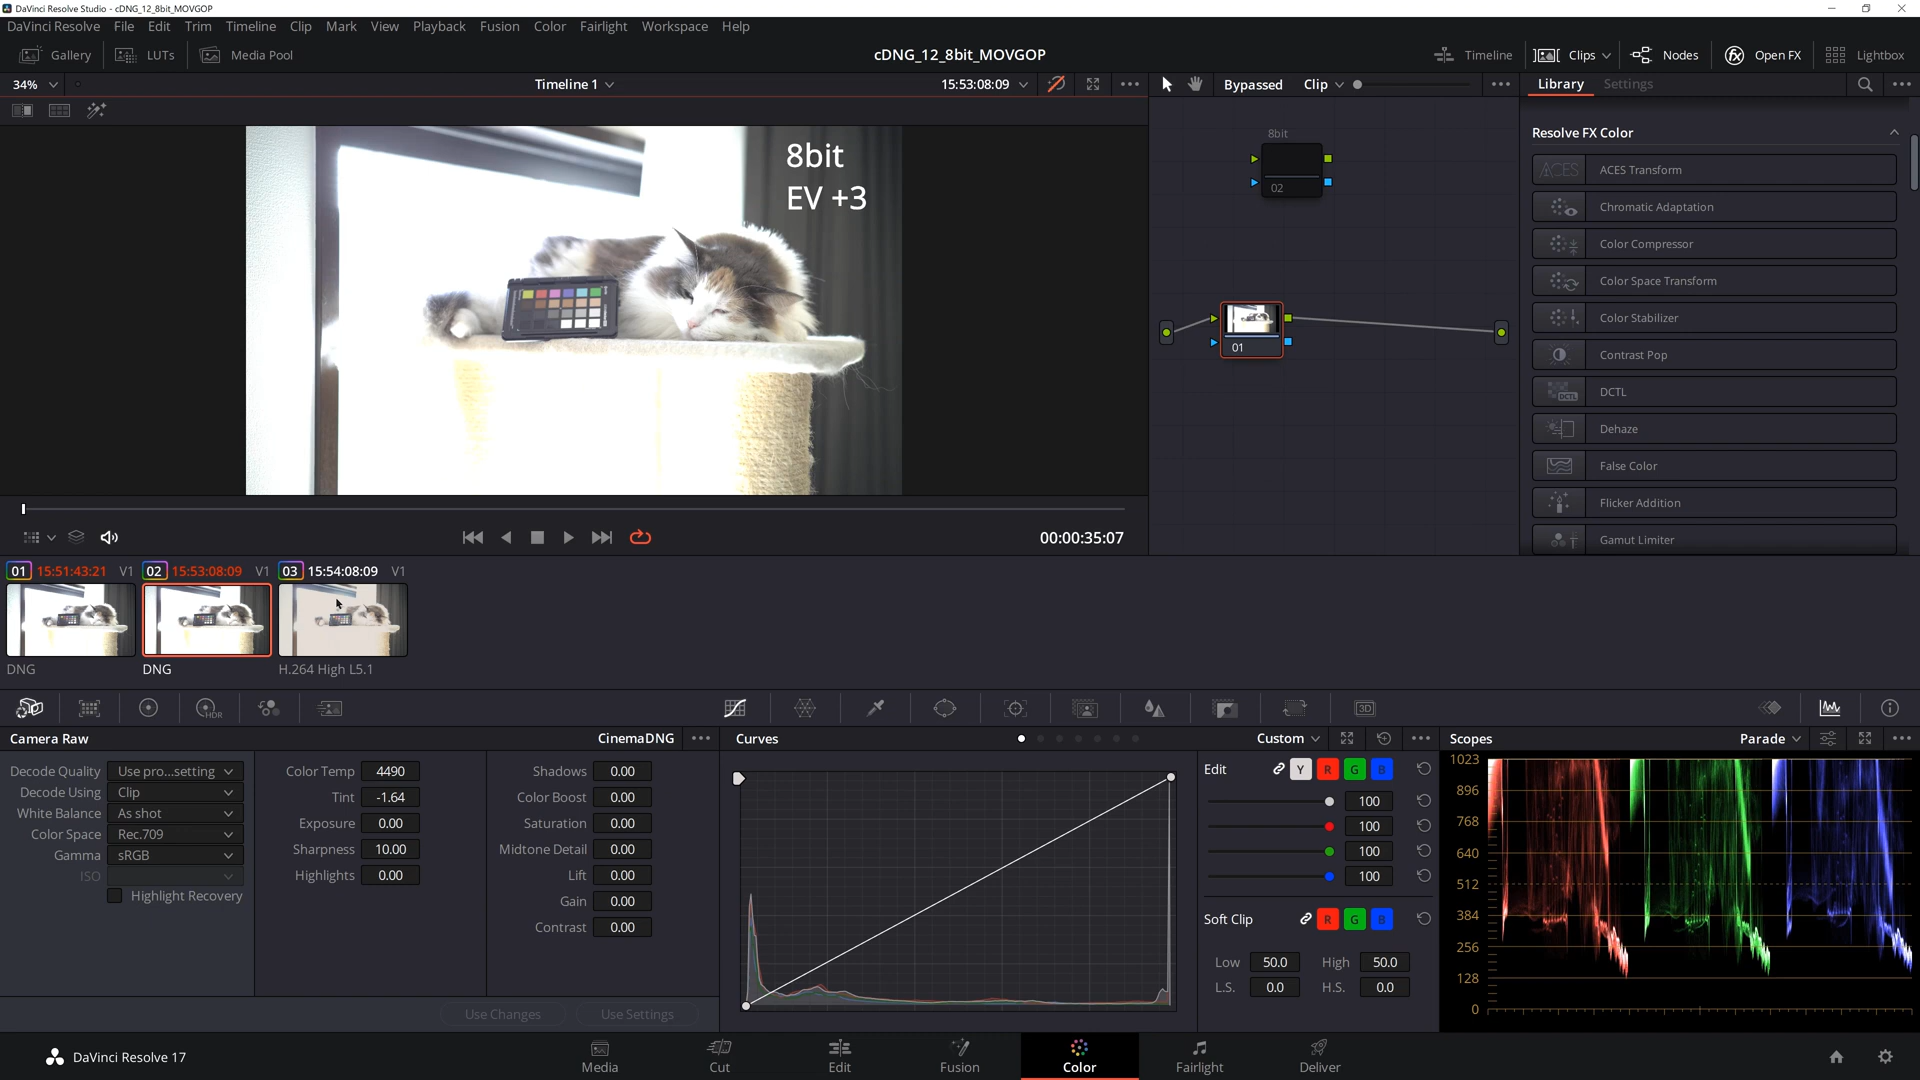 DaVinci Resolve Studio - cDNG_12_8bit_MOVGOP
DaVinci Resolve File Edit Trim Timeline Clip Mark View Playback Fusion Color Fairlight Workspace Help
Gallery LUTs Media Pool cDNG_12_8bit_MOVGOP Timeline Clips Nodes Open FX Lightbox
34% Timeline 1 15:53:08:09 Bypassed Clip Library Settings
8bit
EV +3
8bit
02
01
Resolve FX Color
ACES ACES Transform
Chromatic Adaptation
Color Compressor
Color Space Transform
Color Stabilizer
Contrast Pop
DCTL DCTL
Dehaze
False Color
Flicker Addition
Gamut Limiter
00:00:35:07
01 15:51:43:21 V1 02 15:53:08:09 V1 03 15:54:08:09 V1
DNG DNG H.264 High L5.1
HDR 3D
Camera Raw CinemaDNG
Decode Quality Use pro...setting
Decode Using Clip
White Balance As shot
Color Space Rec.709
Gamma sRGB
ISO
Highlight Recovery
Color Temp 4490
Tint -1.64
Exposure 0.00
Sharpness 10.00
Highlights 0.00
Shadows 0.00
Color Boost 0.00
Saturation 0.00
Midtone Detail 0.00
Lift 0.00
Gain 0.00
Contrast 0.00
Use Changes Use Settings
Curves Custom
Edit Y R G B
100
100
100
100
Soft Clip R G B
Low 50.0 High 50.0
L.S. 0.0 H.S. 0.0
Scopes Parade
1023
896
768
640
512
384
256
128
0
DaVinci Resolve 17
Media Cut Edit Fusion Color Fairlight Deliver